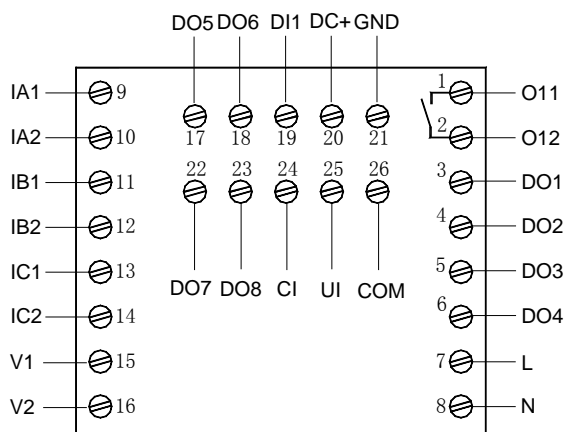 DO5 DO6 DI1 DC+ GND
IA1 9 1 O11
17 18 19 20 21
IA2 10 2 O12
22 23 24 25 26
IB1 11 3 DO1
IB2 12 4 DO2
IC1 13 5 DO3
DO7 DO8 CI UI COM
IC2 14 6 DO4
V1 15 7 L
V2 16 8 N